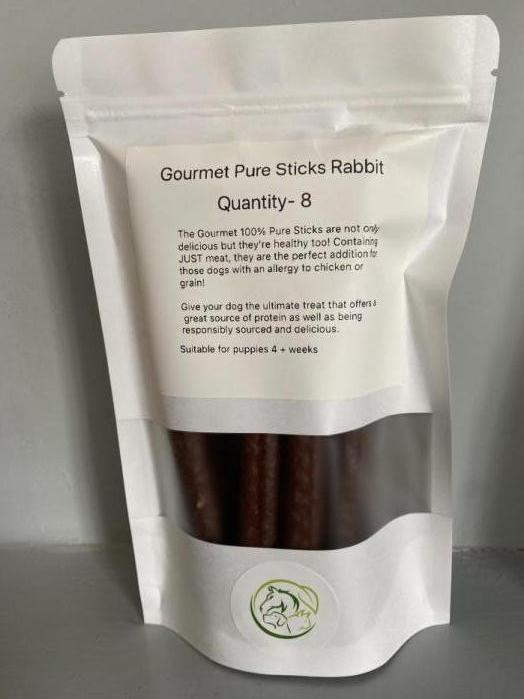 Gourmet Pure Sticks Rabbit
Quantity- 8
The Gourmet 100% Pure Sticks are not only
delicious but they're healthy too! Containing
JUST meat, they are the perfect addition for
those dogs with an allergy to chicken or
grain!
Give your dog the ultimate treat that offers a
great source of protein as well as being
responsibly sourced and delicious.
Suitable for puppies 4 + weeks